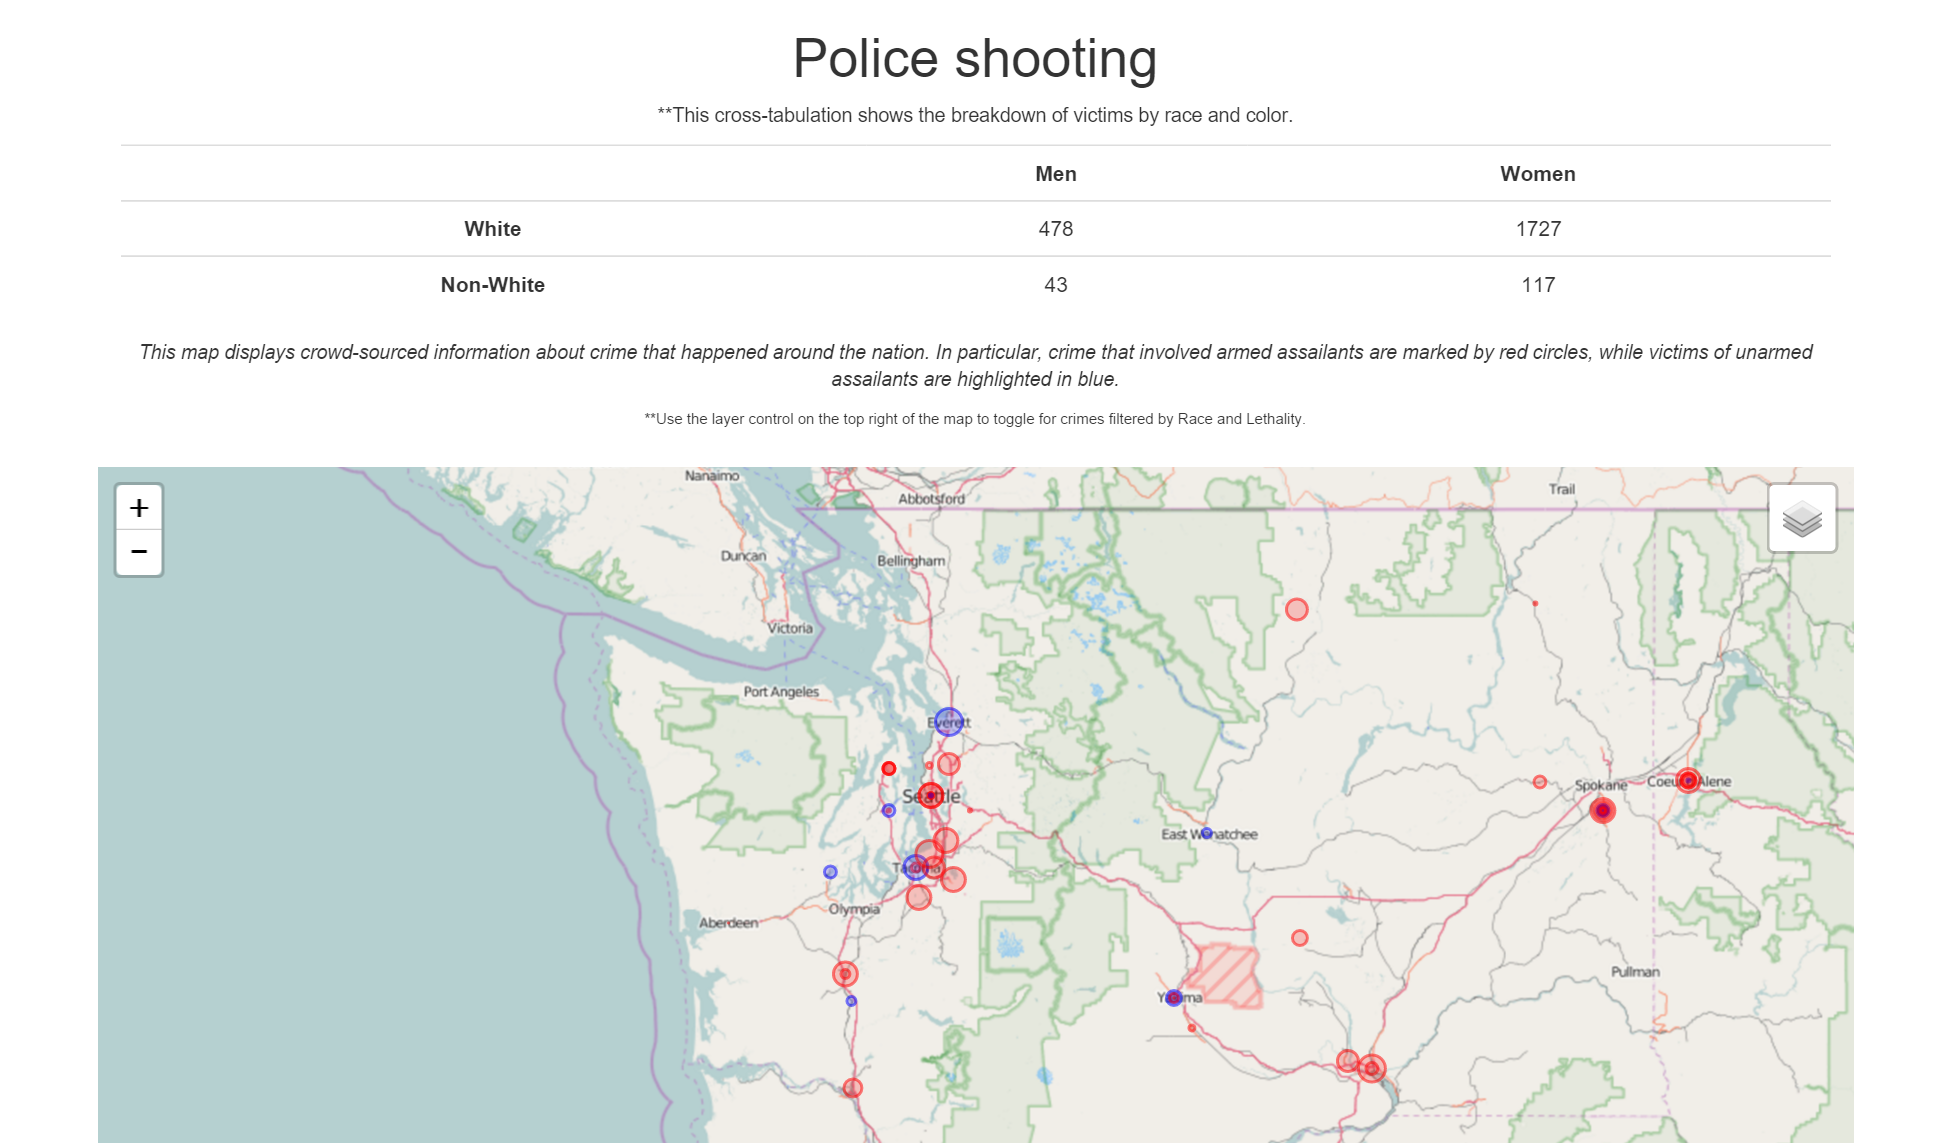 Police shooting
**This cross-tabulation shows the breakdown of victims by race and color.
Men Women
White 478 1727
Non-White 43 117
This map displays crowd-sourced information about crime that happened around the nation. In particular, crime that involved armed assailants are marked by red circles, while victims of unarmed
assailants are highlighted in blue.
**Use the layer control on the top right of the map to toggle for crimes filtered by Race and Lethality.
Nanaimo
Abbotsford
Trail
+
−
Duncan
Bellingham
Victoria
Port Angeles
Everett
Seattle
Spokane
Coeur d'Alene
East Wenatchee
Tacoma
Olympia
Aberdeen
Pullman
Yakima